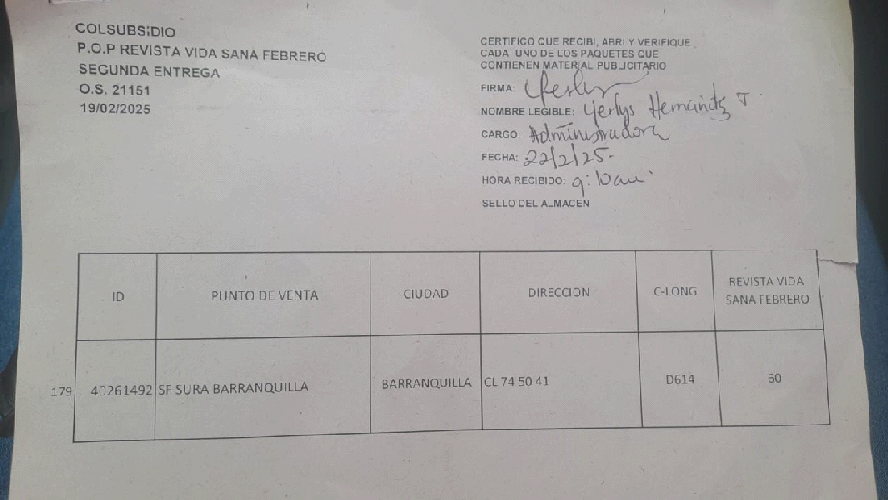 COLSUBSIDIO
P.O.P REVISTA VIDA SANA FEBRERO
SEGUNDA ENTREGA
O.S. 21151
19/02/2025
CERTIFICO QUE RECIBI, ABRI Y VERIFIQUE
CADA UNO DE LOS PAQUETES QUE
CONTIENEN MATERIAL PUBLICITARIO
FIRMA:
NOMBRE LEGIBLE: Yerlys Hernández T
CARGO Administradora
FECHA: 22/2/25.
HORA RECIBIDO:
SELLO DEL ALMACEN
ID PUNTO DE VENTA CIUDAD DIRECCION C-LONG REVISTA VIDA
SANA FEBRERO
179 40261492 SF SURA BARRANQUILLA BARRANQUILLA CL 74 50 41 D614 60